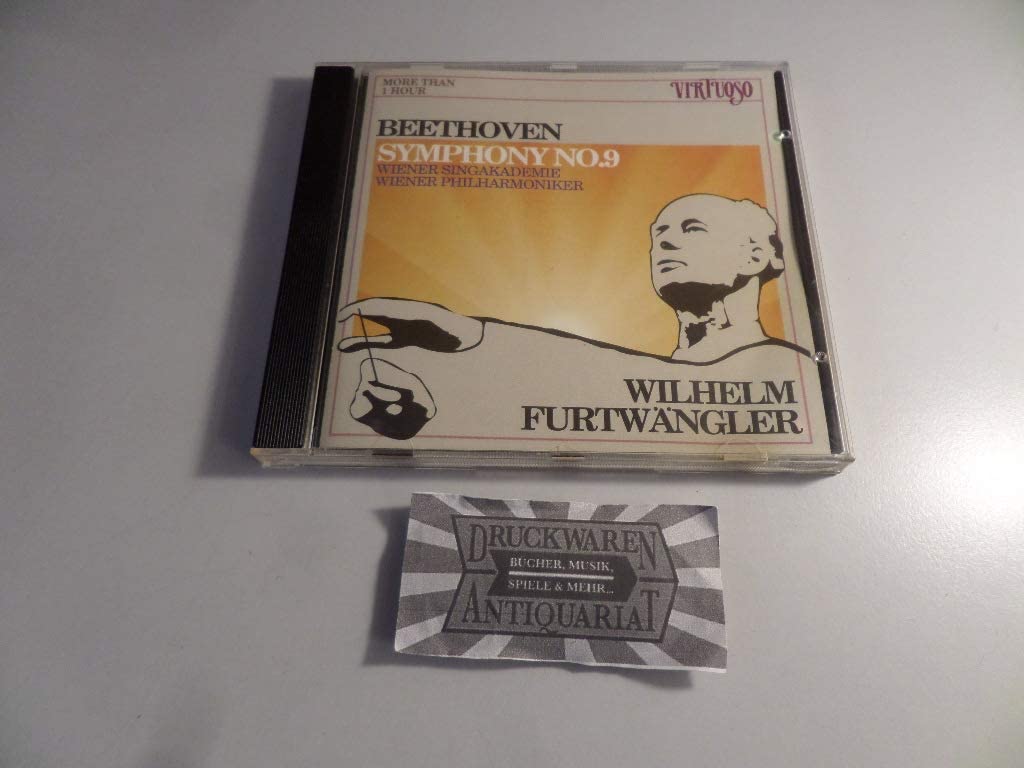 MORE THAN
1 HOUR
VIRTUOSO
BEETHOVEN
SYMPHONY NO.9
WIENER SINGAKADEMIE
WIENER PHILHARMONIKER
WILHELM
FURTWÄNGLER
DRUCKWAREN
BÜCHER, MUSIK,
SPIELE & MEHR...
ANTIQUARIAT